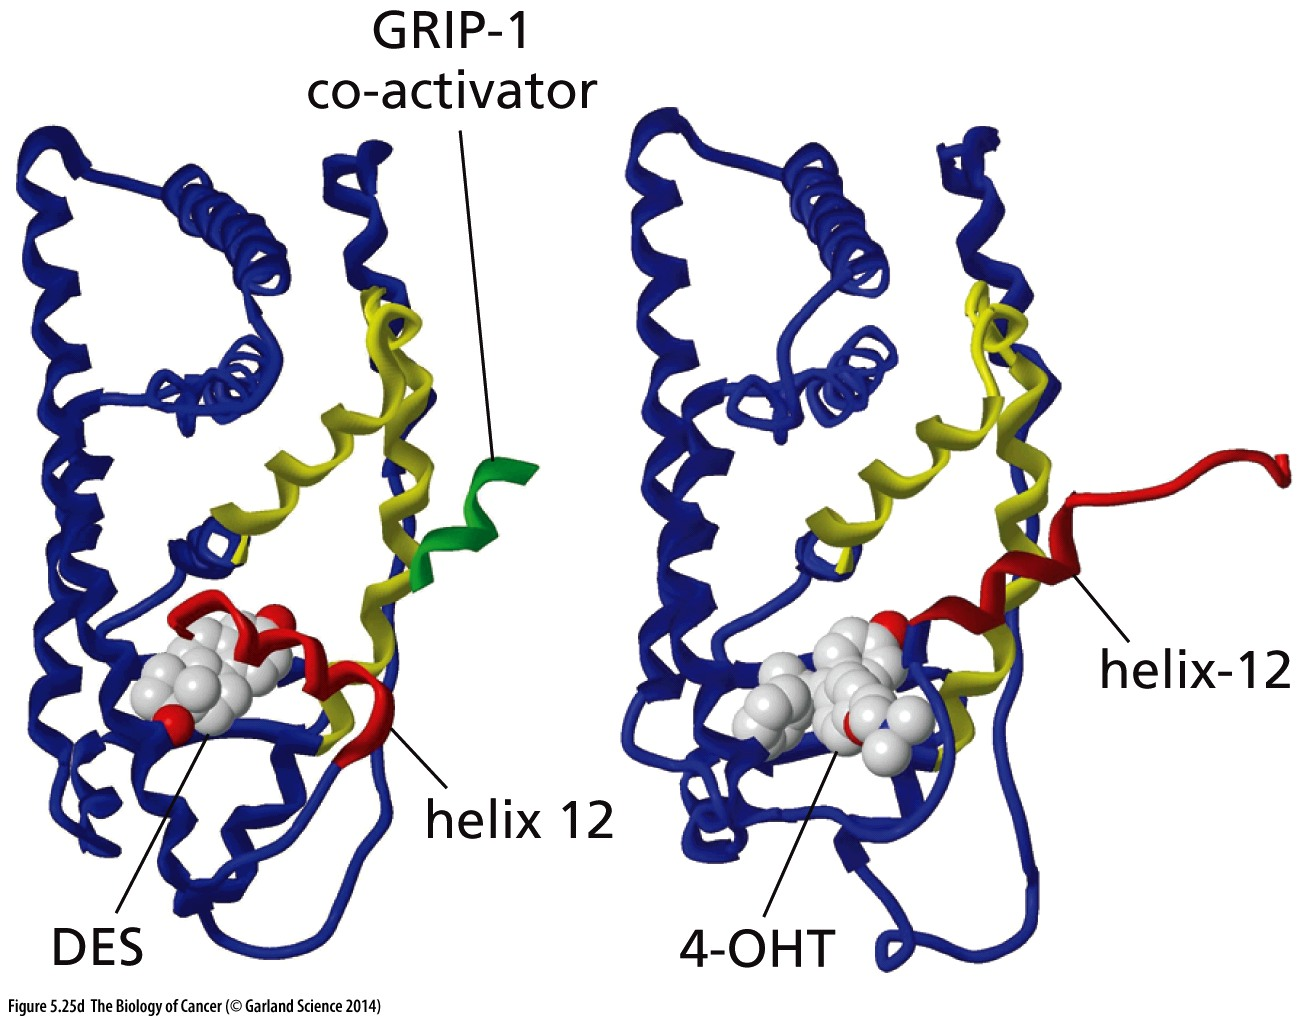 GRIP-1
co-activator
helix-12
helix 12
DES
4-OHT
Figure 5.25d The Biology of Cancer (© Garland Science 2014)